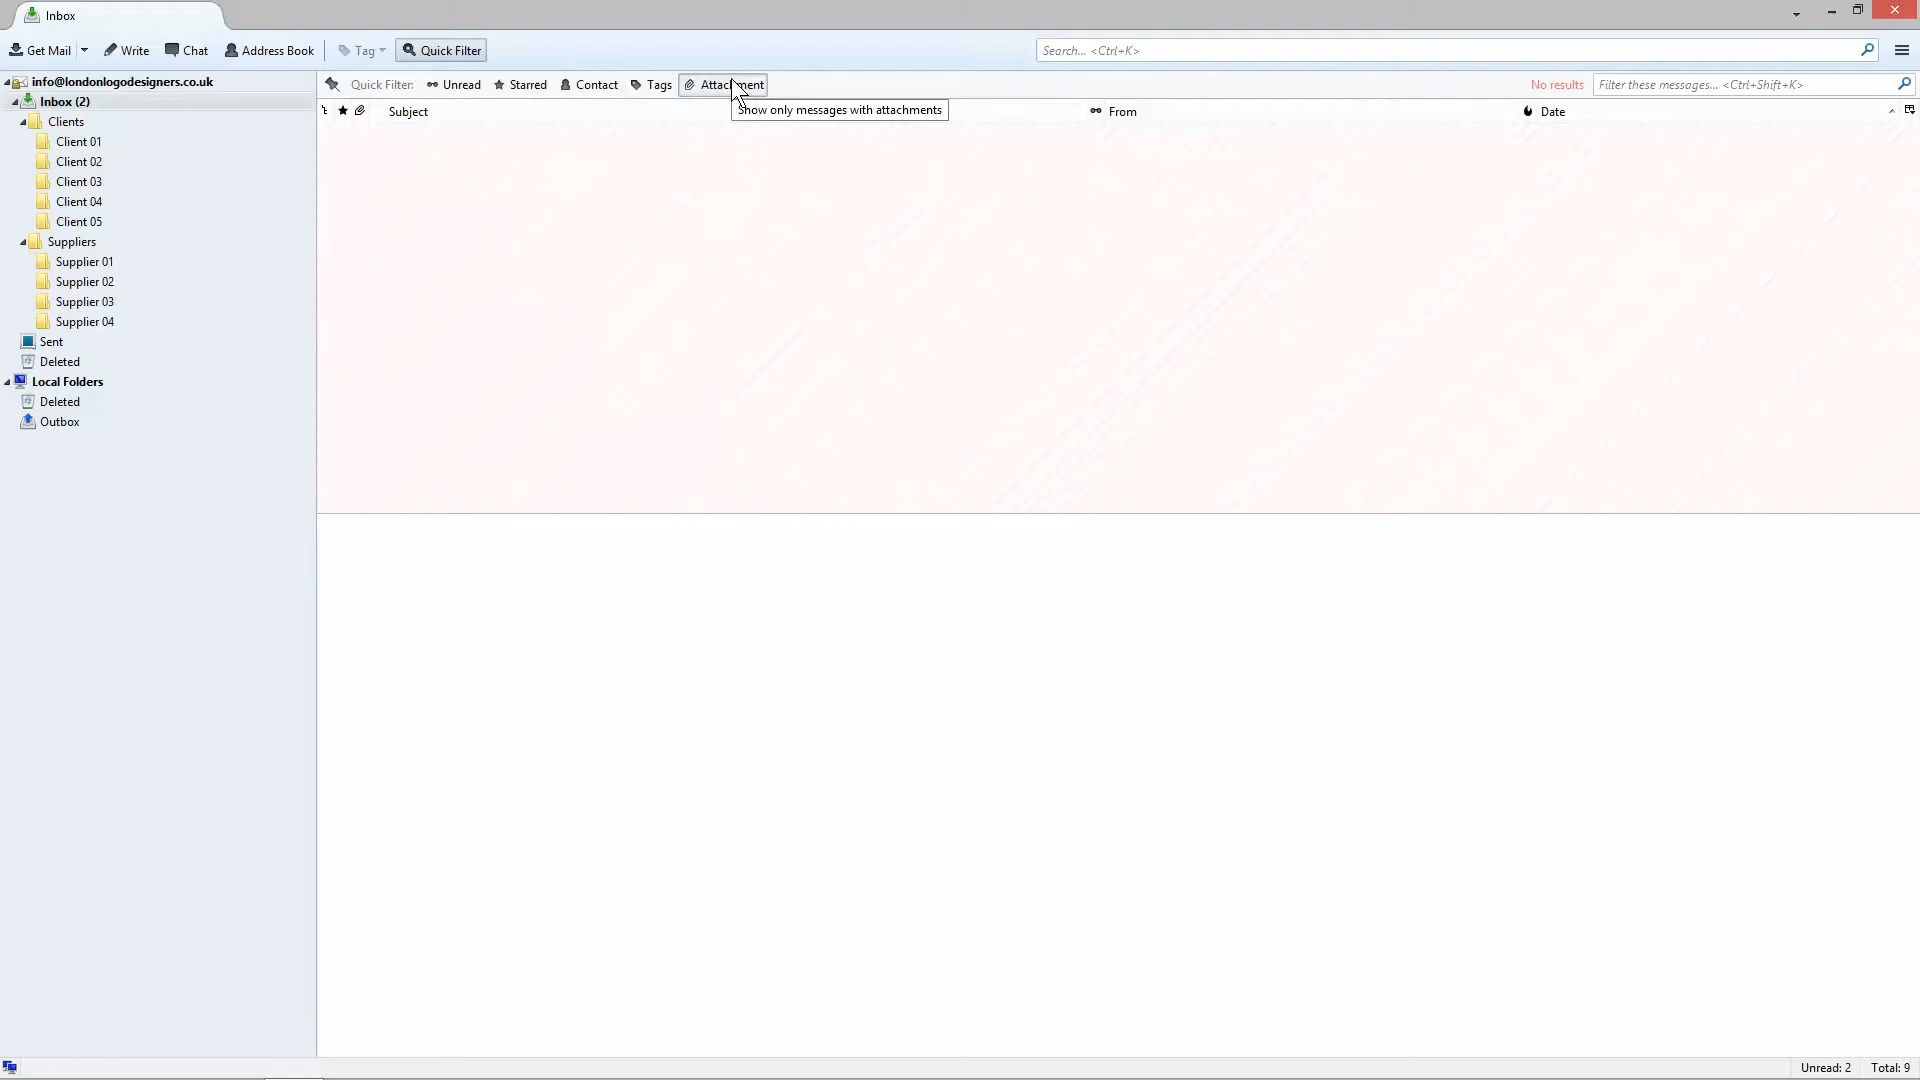 Inbox
Get Mail Write Chat Address Book Tag Quick Filter Search... <Ctrl+K>
info@londonlogodesigners.co.uk
Quick Filter: Unread Starred Contact Tags Attachment No results Filter these messages... <Ctrl+Shift+K>
Show only messages with attachments
Subject From Date
Inbox (2)
Clients
Client 01
Client 02
Client 03
Client 04
Client 05
Suppliers
Supplier 01
Supplier 02
Supplier 03
Supplier 04
Sent
Deleted
Local Folders
Deleted
Outbox
Unread: 2 Total: 9